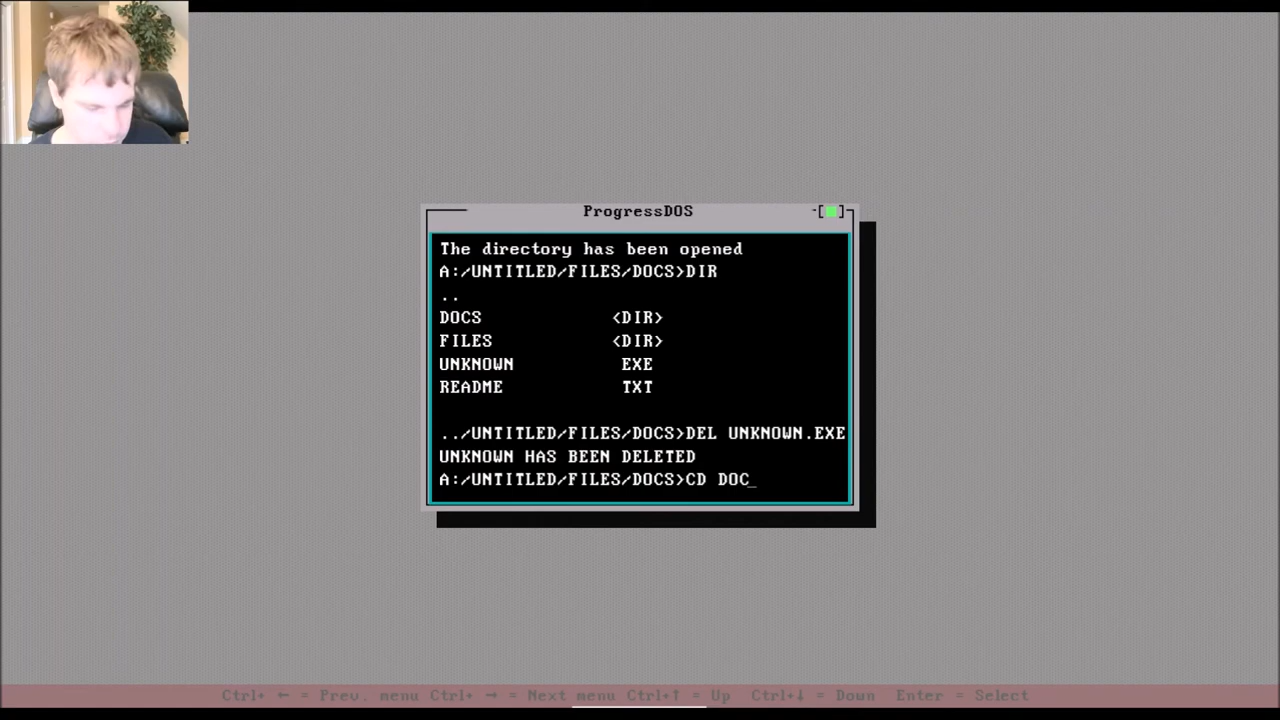 ProgressDOS
-[■]
The directory has been opened
A:/UNTITLED/FILES/DOCS>DIR
..
DOCS <DIR>
FILES <DIR>
UNKNOWN EXE
README TXT
../UNTITLED/FILES/DOCS>DEL UNKNOWN.EXE
UNKNOWN HAS BEEN DELETED
A:/UNTITLED/FILES/DOCS>CD DOC_
Ctrl+ ← = Prev. menu Ctrl+ → = Next menu Ctrl+↑ = Up Ctrl+↓ = Down Enter = Select